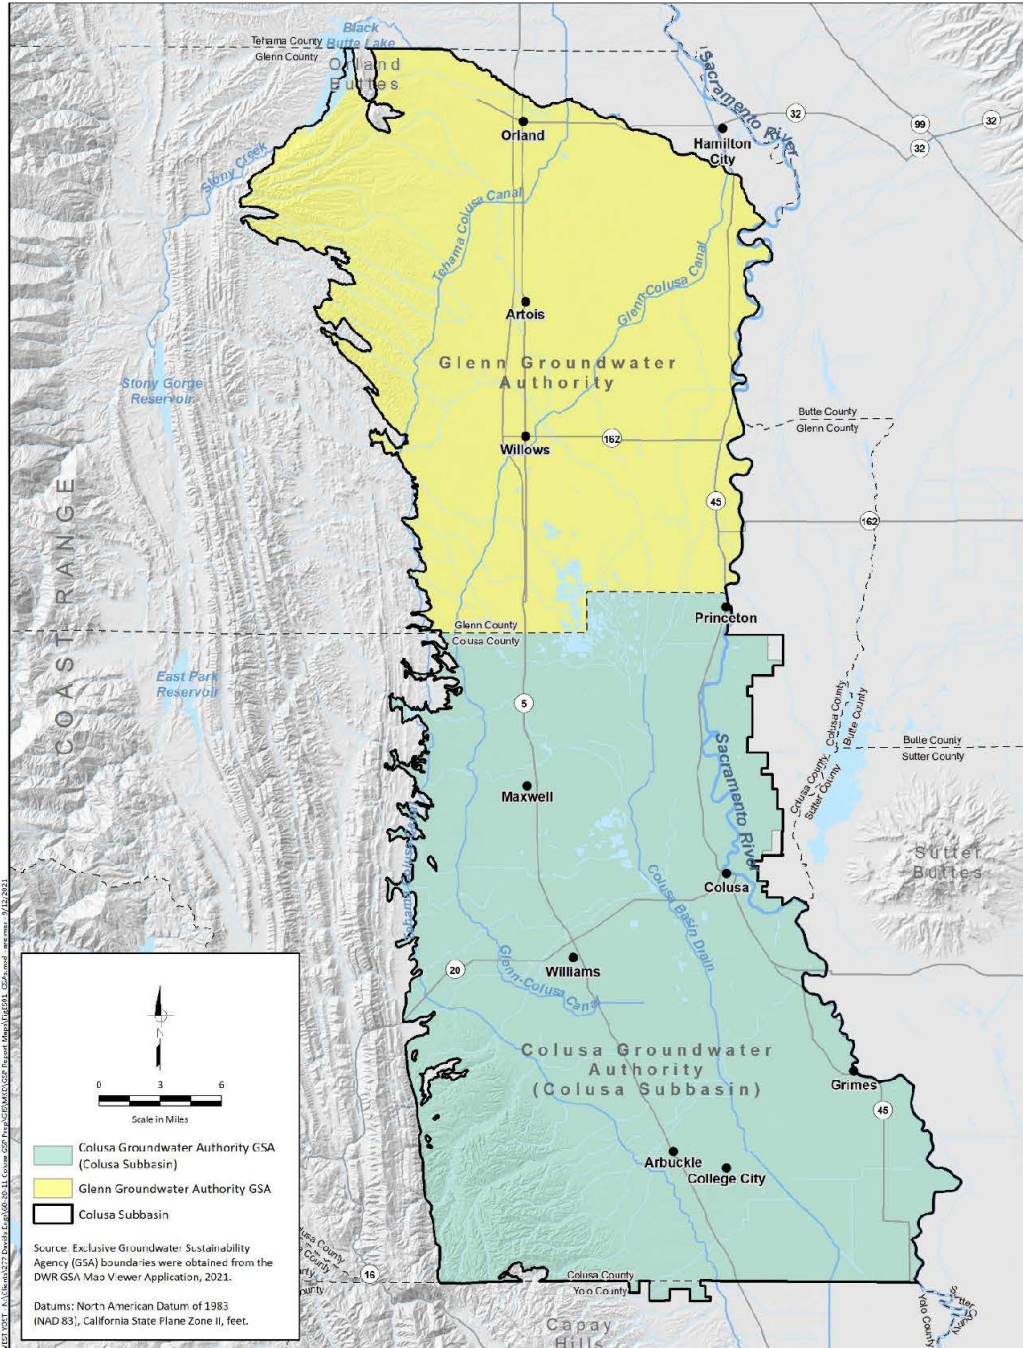 Black
Butte Lake
Tehama County
Glenn County
Orland
Buttes
Sacramento River
32
99
32
32
Orland
Hamilton
City
Stony Creek
Tehama Colusa Canal
Glenn-Colusa Canal
Artois
Glenn Groundwater
Authority
Stony Gorge
Reservoir
Butte County
Glenn County
Willows
162
45
162
COAST RANGE
Princeton
Glenn County
Colusa County
East Park
Reservoir
5
Colusa County
Butte County
Butte County
Sutter County
Colusa County
Sutter County
Sacramento River
Maxwell
Sutter
Buttes
Colusa
Colusa Basin Drain
Williams
20
Glenn-Colusa Canal
Colusa Groundwater
Authority
(Colusa Subbasin)
Grimes
45
Arbuckle
College City
16
Colusa County
Yolo County
Yolo County
Sutter
County
Capay
Hills
N
0 3 6
Scale in Miles
Colusa Groundwater Authority GSA
(Colusa Subbasin)
Glenn Groundwater Authority GSA
Colusa Subbasin
Source: Exclusive Groundwater Sustainability
Agency (GSA) boundaries were obtained from the
DWR GSA Map Viewer Application, 2021.
Datums: North American Datum of 1983
(NAD 83), California State Plane Zone II, feet.